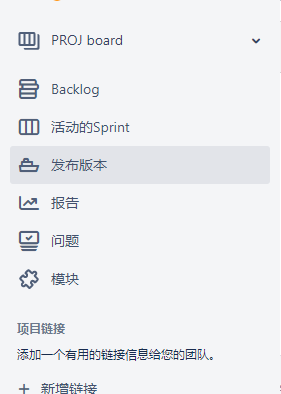 PROJ board
Backlog
活动的Sprint
发布版本
报告
问题
模块
项目链接
添加一个有用的链接信息给您的团队。
+ 新增链接